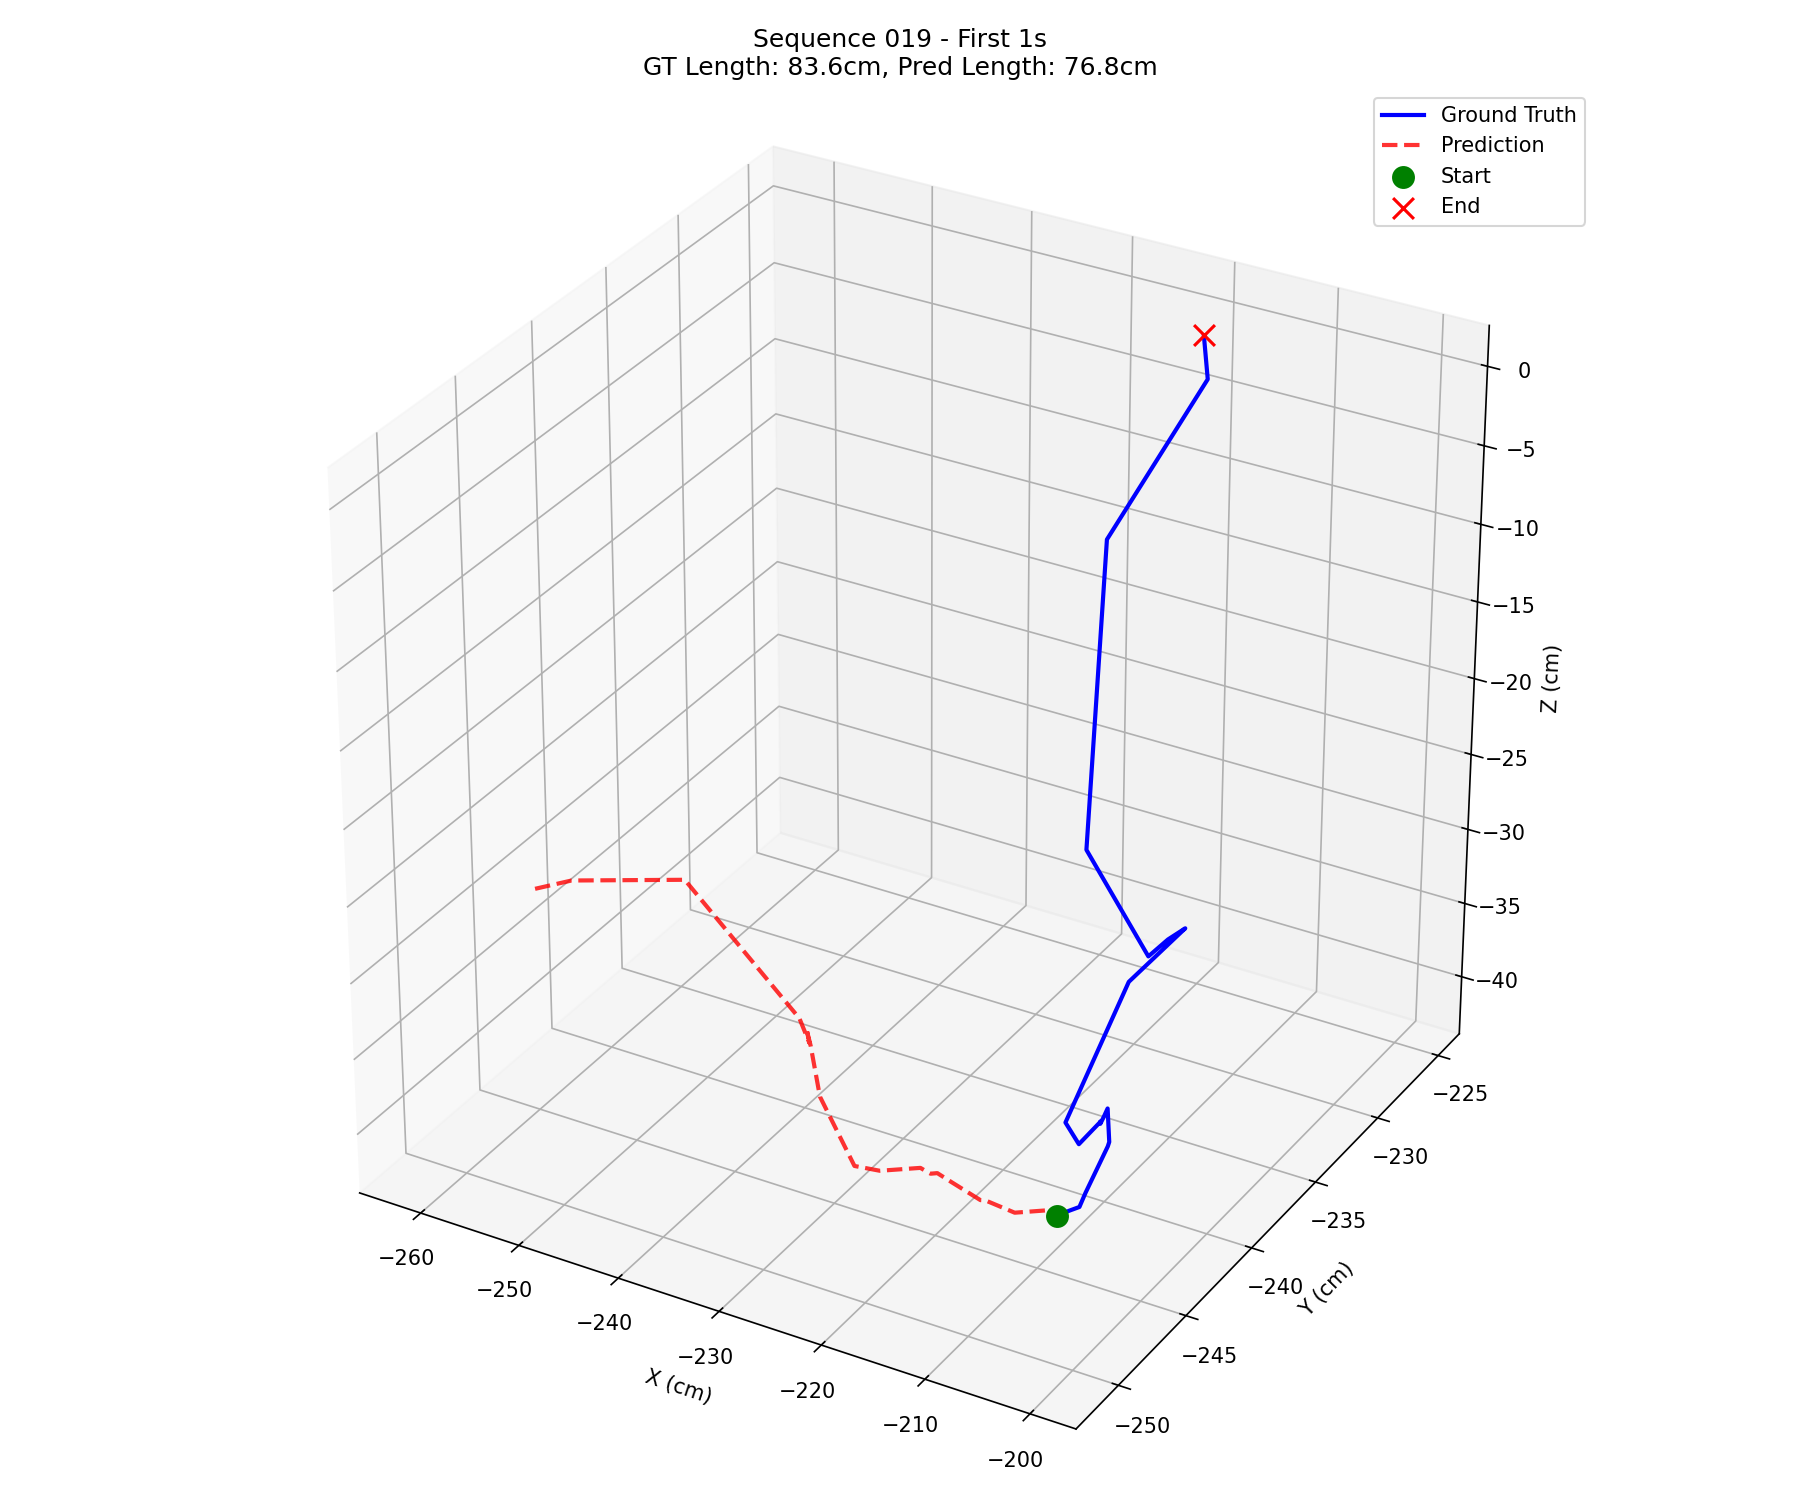 Sequence 019 - First 1s
GT Length: 83.6cm, Pred Length: 76.8cm
Ground Truth
Prediction
Start
End
0
−5
−10
−15
−20
−25
−30
−35
−40
Z (cm)
−225
−230
−235
−240
−245
−250
Y (cm)
−260
−250
−240
−230
−220
−210
−200
X (cm)